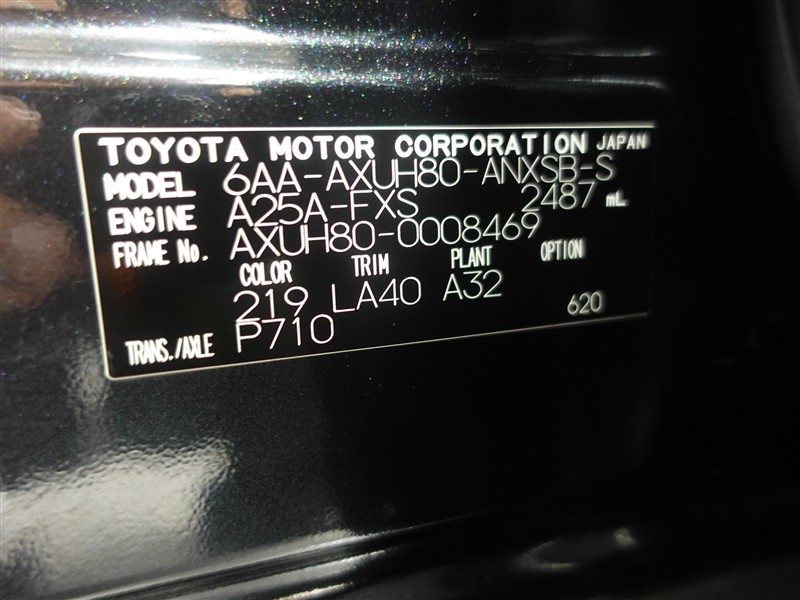 TOYOTA MOTOR CORPORATION JAPAN
MODEL 6AA-AXUH80-ANXSB-S
ENGINE A25A-FXS 2487 mL
FRAME No. AXUH80-0008469
COLOR TRIM PLANT OPTION
219 LA40 A32 620
TRANS./AXLE P710